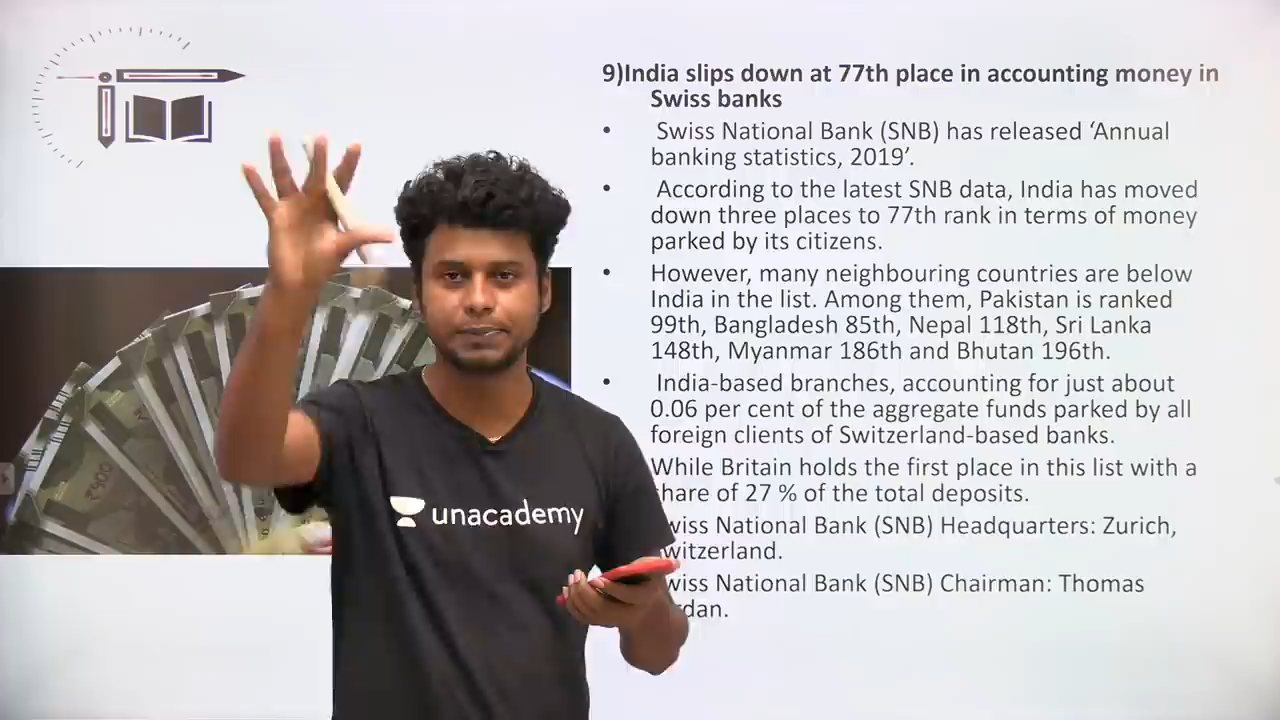 9)India slips down at 77th place in accounting money in
Swiss banks
• Swiss National Bank (SNB) has released ‘Annual
banking statistics, 2019’.
• According to the latest SNB data, India has moved
down three places to 77th rank in terms of money
parked by its citizens.
• However, many neighbouring countries are below
India in the list. Among them, Pakistan is ranked
99th, Bangladesh 85th, Nepal 118th, Sri Lanka
148th, Myanmar 186th and Bhutan 196th.
• India-based branches, accounting for just about
0.06 per cent of the aggregate funds parked by all
foreign clients of Switzerland-based banks.
While Britain holds the first place in this list with a
share of 27 % of the total deposits.
wiss National Bank (SNB) Headquarters: Zurich,
witzerland.
wiss National Bank (SNB) Chairman: Thomas
rdan.
₹500
unacademy